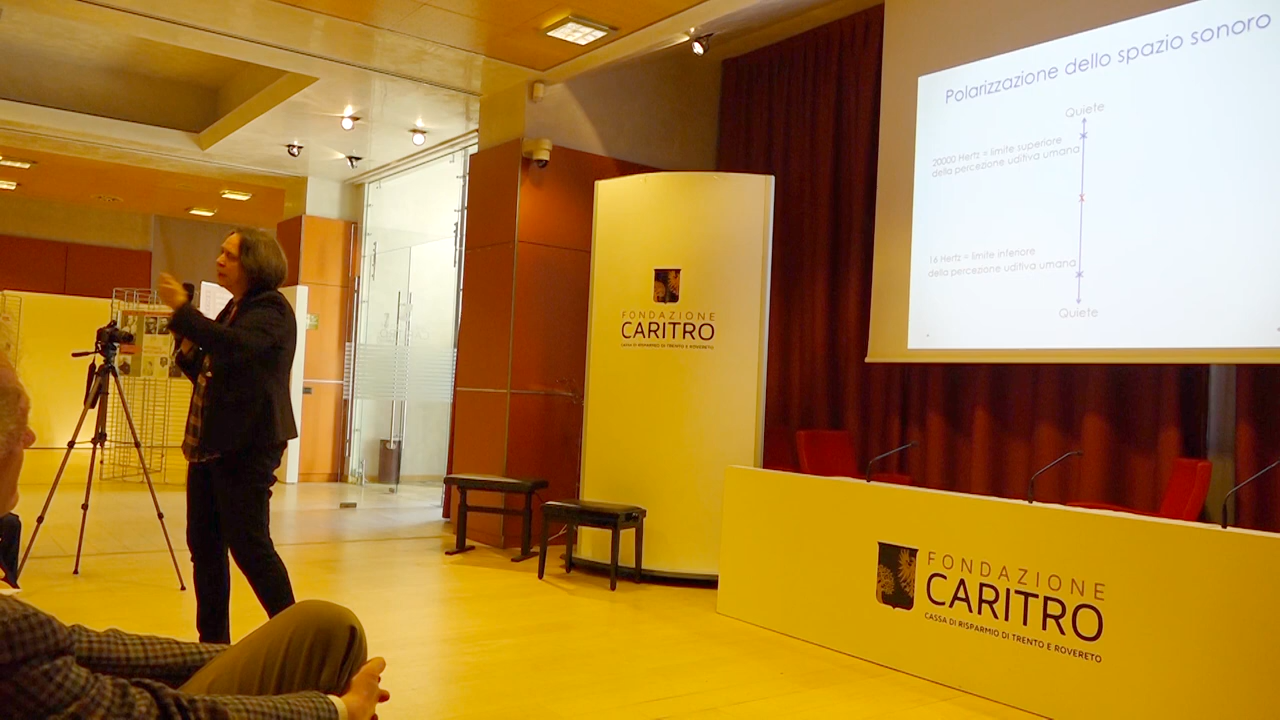 Polarizzazione dello spazio sonoro
Quiete
20000 Hertz = limite superiore
della percezione uditiva umana
x
16 Hertz = limite inferiore
della percezione uditiva umana
Quiete
FONDAZIONE
CARITRO
CASSA DI RISPARMIO DI TRENTO E ROVERETO
FONDAZIONE
CARITRO
CASSA DI RISPARMIO DI TRENTO E ROVERETO